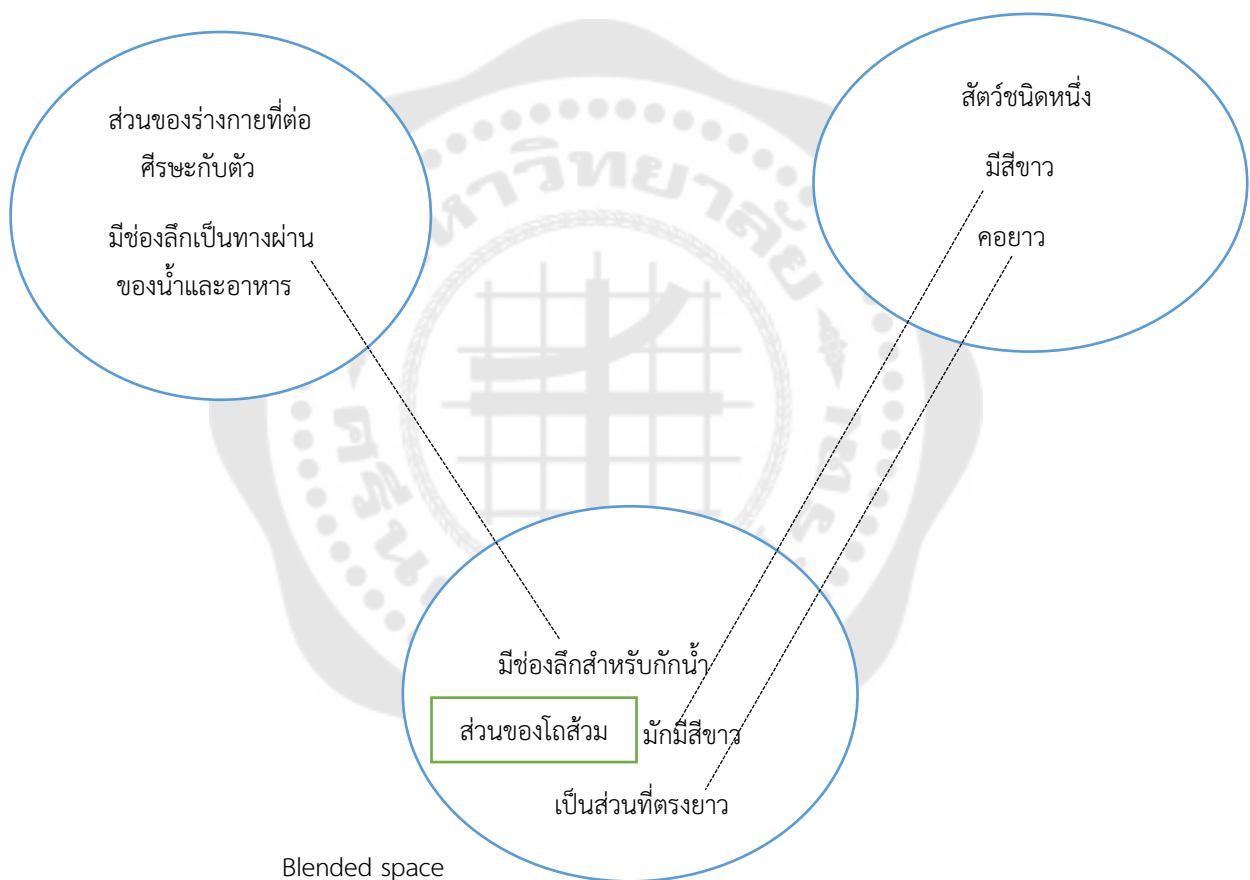 ส่วนของร่างกายที่ต่อ
ศีรษะกับตัว
มีช่องลึกเป็นทางผ่าน
ของน้ำและอาหาร
สัตว์ชนิดหนึ่ง
มีสีขาว
คอยาว
มีช่องลึกสำหรับกักน้ำ
ส่วนของโถส้วม
มักมีสีขาว
เป็นส่วนที่ตรงยาว
Blended space